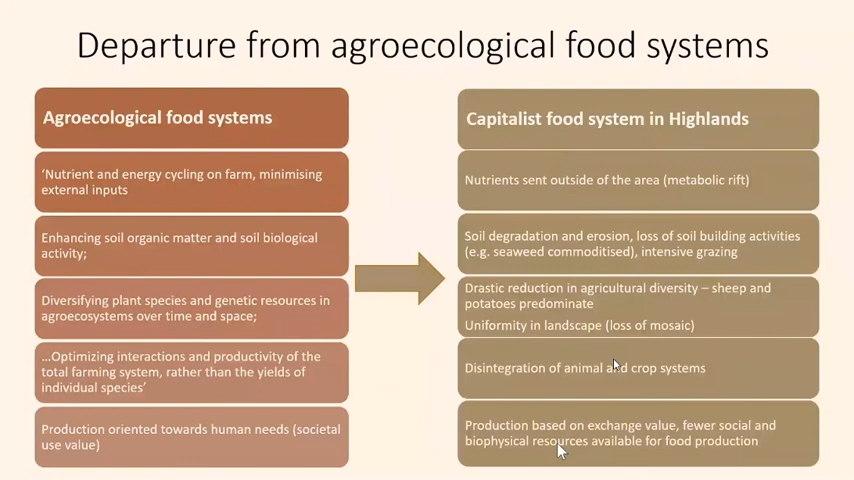 Departure from agroecological food systems
Agroecological food systems
‘Nutrient and energy cycling on farm, minimising
external inputs
Enhancing soil organic matter and soil biological
activity;
Diversifying plant species and genetic resources in
agroecosystems over time and space;
…Optimizing interactions and productivity of the
total farming system, rather than the yields of
individual species’
Production oriented towards human needs (societal
use value)
Capitalist food system in Highlands
Nutrients sent outside of the area (metabolic rift)
Soil degradation and erosion, loss of soil building activities
(e.g. seaweed commoditised), intensive grazing
Drastic reduction in agricultural diversity – sheep and
potatoes predominate
Uniformity in landscape (loss of mosaic)
Disintegration of animal and crop systems
Production based on exchange value, fewer social and
biophysical resources available for food production